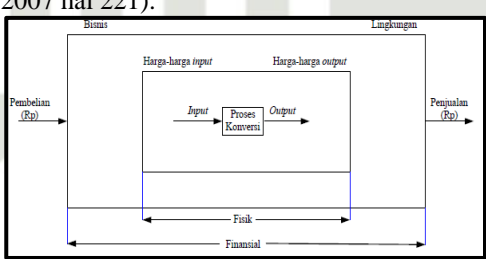 2007 hal 221).
Bisnis Lingkungan
Harga-harga input Harga-harga output
Pembelian
(Rp)
Input Proses
Konversi Output
Penjualan
(Rp)
Fisik
Finansial